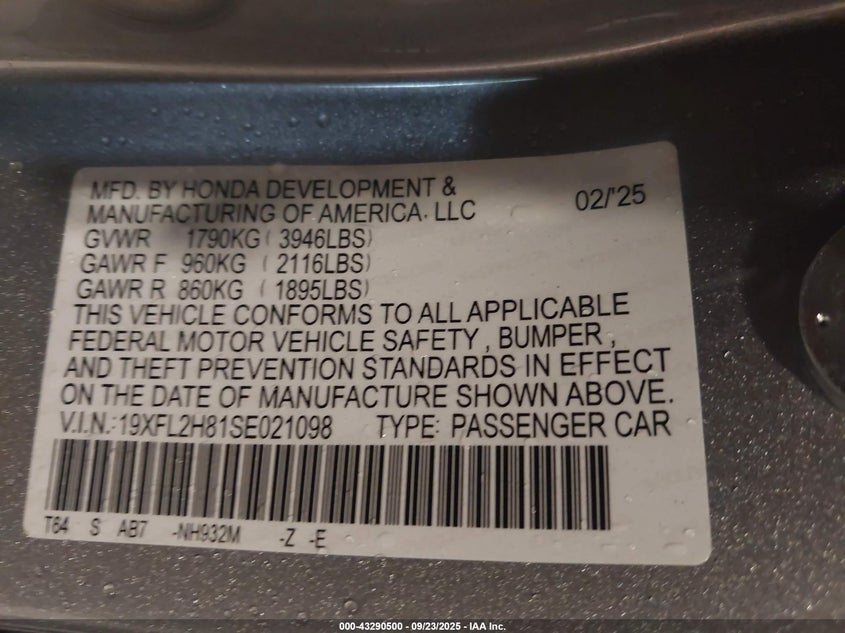 MFD. BY HONDA DEVELOPMENT &
MANUFACTURING OF AMERICA, LLC 02/'25
GVWR 1790KG ( 3946LBS)
GAWR F 960KG ( 2116LBS)
GAWR R 860KG ( 1895LBS)
THIS VEHICLE CONFORMS TO ALL APPLICABLE
FEDERAL MOTOR VEHICLE SAFETY, BUMPER,
AND THEFT PREVENTION STANDARDS IN EFFECT
ON THE DATE OF MANUFACTURE SHOWN ABOVE.
V.I.N.:19XFL2H81SE021098 TYPE: PASSENGER CAR
T64 S AB7 -NH932M -Z -E
000-43290500 - 09/23/2025 - IAA Inc.